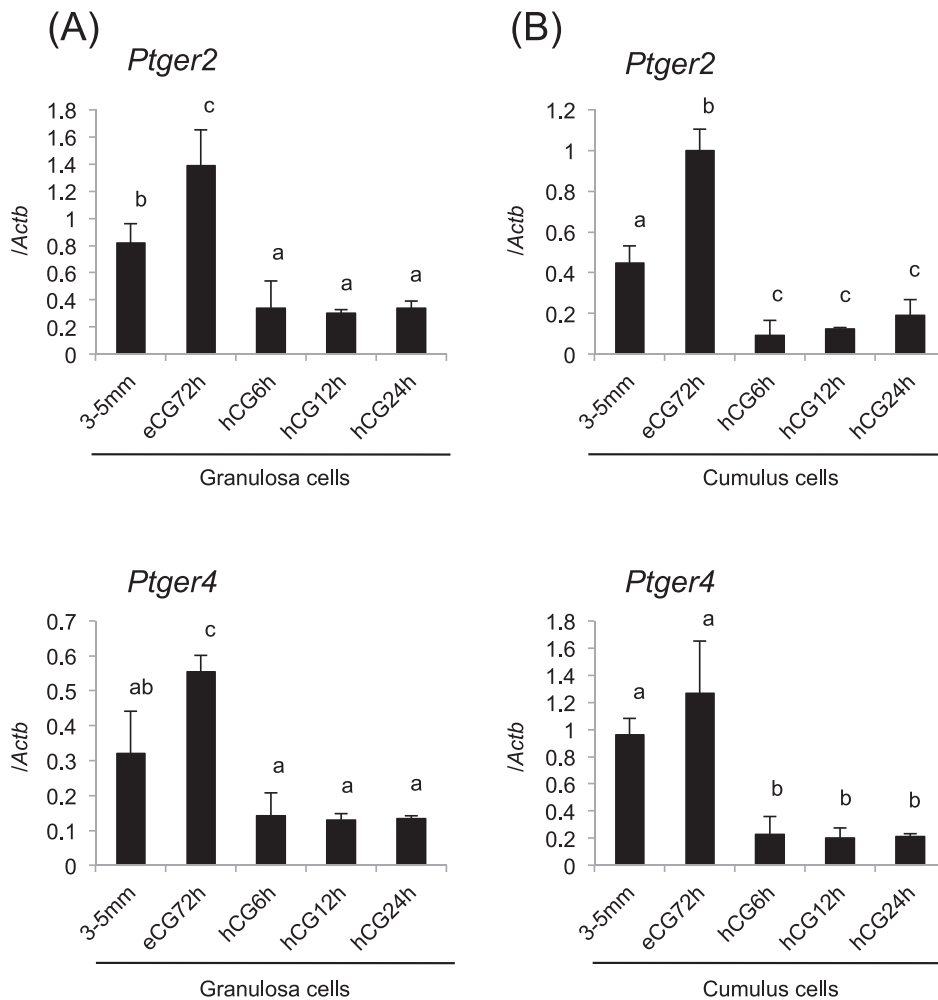 (A)
Ptger2
1.8
1.6
1.4
1.2
1
0.8
0.6
0.4
0.2
0
/Actb
b
c
a
a
a
3-5mm
eCG72h
hCG6h
hCG12h
hCG24h
Granulosa cells
(B)
Ptger2
1.2
1
0.8
0.6
0.4
0.2
0
/Actb
a
b
c
c
c
3-5mm
eCG72h
hCG6h
hCG12h
hCG24h
Cumulus cells
Ptger4
0.7
0.6
0.5
0.4
0.3
0.2
0.1
0
/Actb
ab
c
a
a
a
3-5mm
eCG72h
hCG6h
hCG12h
hCG24h
Granulosa cells
Ptger4
1.8
1.6
1.4
1.2
1
0.8
0.6
0.4
0.2
0
/Actb
a
a
b
b
b
3-5mm
eCG72h
hCG6h
hCG12h
hCG24h
Cumulus cells